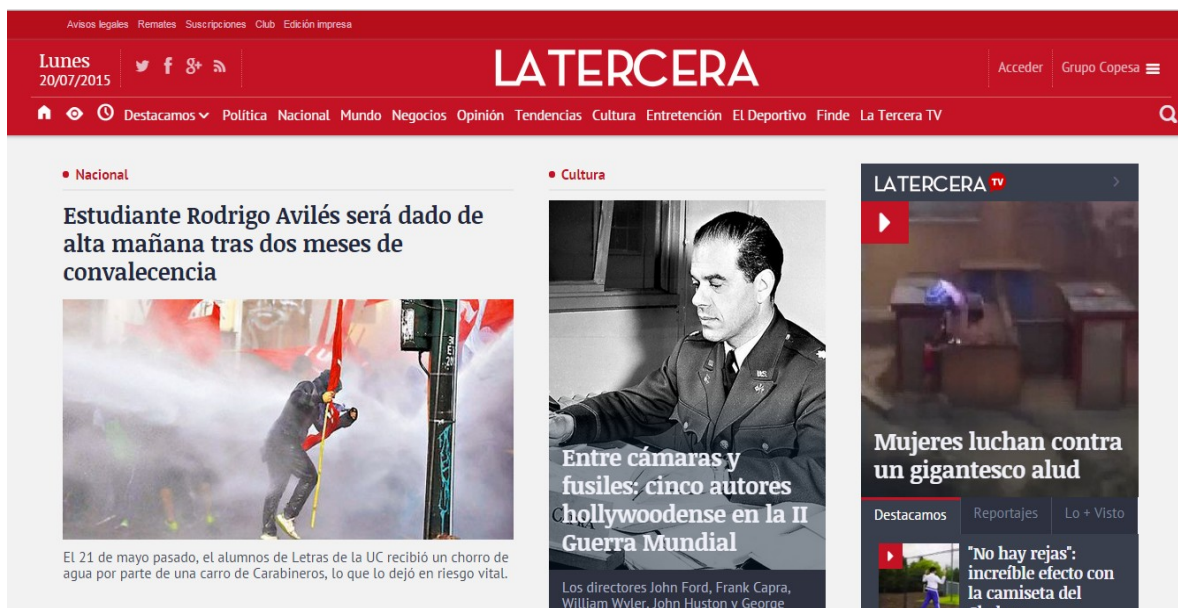 Avisos legales Remates Suscripciones Club Edición impresa
Lunes
20/07/2015
LATERCERA
Acceder Grupo Copesa
Destacamos Política Nacional Mundo Negocios Opinión Tendencias Cultura Entretención El Deportivo Finde La Tercera TV
Nacional
Estudiante Rodrigo Avilés será dado de
alta mañana tras dos meses de
convalecencia
El 21 de mayo pasado, el alumnos de Letras de la UC recibió un chorro de
agua por parte de una carro de Carabineros, lo que lo dejó en riesgo vital.
Cultura
Entre cámaras y
fusiles: cinco autores
hollywoodense en la II
Guerra Mundial
Los directores John Ford, Frank Capra,
William Wyler, John Huston y George
LATERCERA TV
Mujeres luchan contra
un gigantesco alud
Destacamos Reportajes Lo + Visto
"No hay rejas":
increíble efecto con
la camiseta del